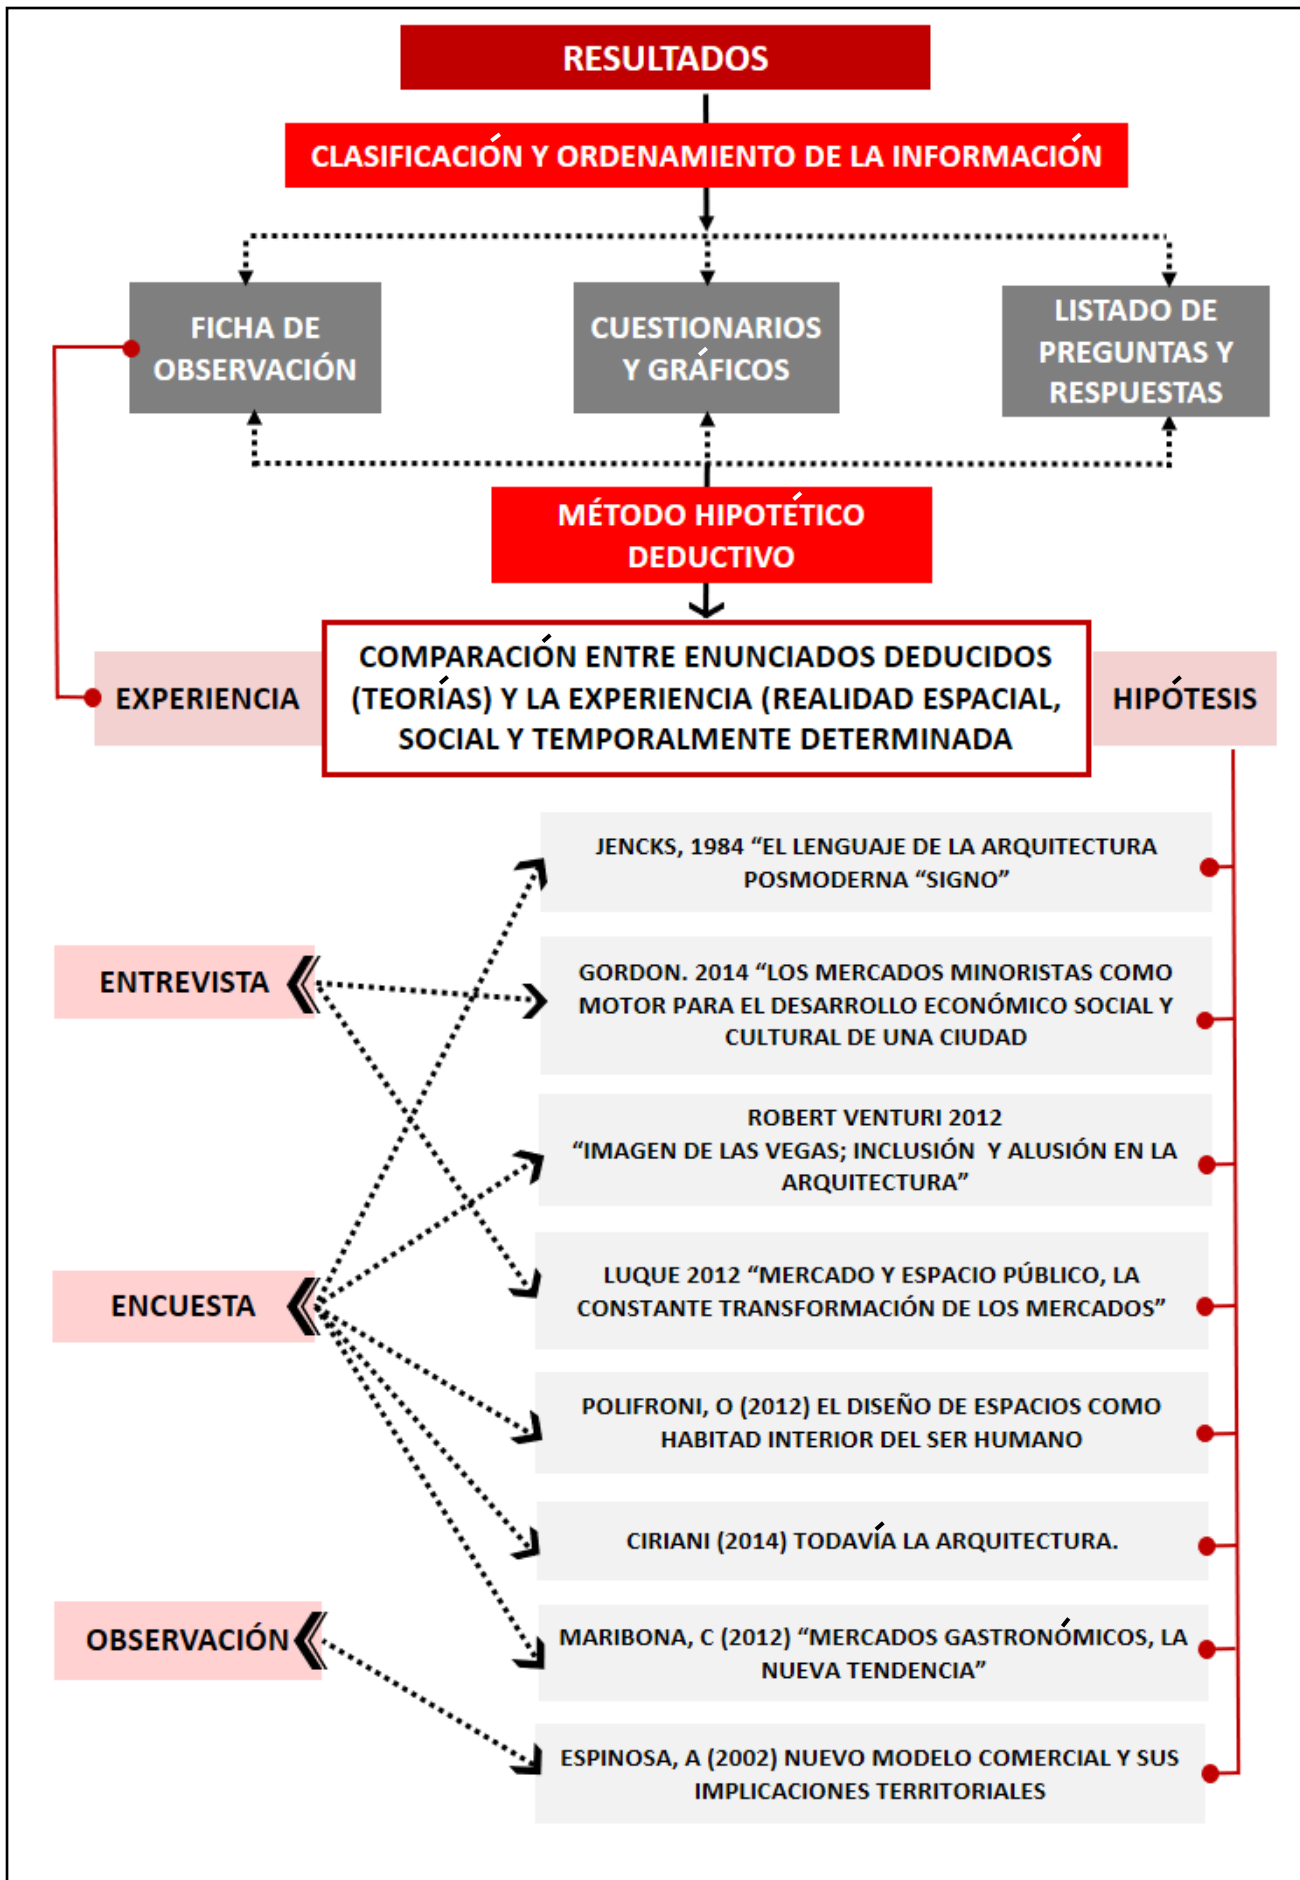 RESULTADOS
CLASIFICACIÓN Y ORDENAMIENTO DE LA INFORMACIÓN
FICHA DE
OBSERVACIÓN
CUESTIONARIOS
Y GRÁFICOS
LISTADO DE
PREGUNTAS Y
RESPUESTAS
MÉTODO HIPOTÉTICO
DEDUCTIVO
EXPERIENCIA
COMPARACIÓN ENTRE ENUNCIADOS DEDUCIDOS
(TEORÍAS) Y LA EXPERIENCIA (REALIDAD ESPACIAL,
SOCIAL Y TEMPORALMENTE DETERMINADA
HIPÓTESIS
ENTREVISTA
ENCUESTA
OBSERVACIÓN
JENCKS, 1984 “EL LENGUAJE DE LA ARQUITECTURA
POSMODERNA “SIGNO”
GORDON. 2014 “LOS MERCADOS MINORISTAS COMO
MOTOR PARA EL DESARROLLO ECONÓMICO SOCIAL Y
CULTURAL DE UNA CIUDAD
ROBERT VENTURI 2012
“IMAGEN DE LAS VEGAS; INCLUSIÓN Y ALUSIÓN EN LA
ARQUITECTURA”
LUQUE 2012 “MERCADO Y ESPACIO PÚBLICO, LA
CONSTANTE TRANSFORMACIÓN DE LOS MERCADOS”
POLIFRONI, O (2012) EL DISEÑO DE ESPACIOS COMO
HABITAD INTERIOR DEL SER HUMANO
CIRIANI (2014) TODAVÍA LA ARQUITECTURA.
MARIBONA, C (2012) “MERCADOS GASTRONÓMICOS, LA
NUEVA TENDENCIA”
ESPINOSA, A (2002) NUEVO MODELO COMERCIAL Y SUS
IMPLICACIONES TERRITORIALES